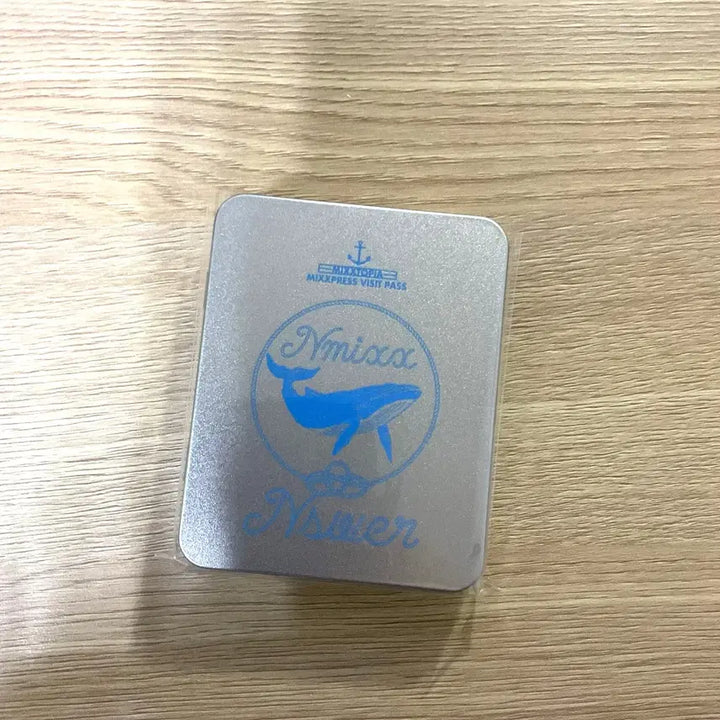 MIXXTOPIA
MIXXPRESS VISIT PASS
Nmixx
Nswer